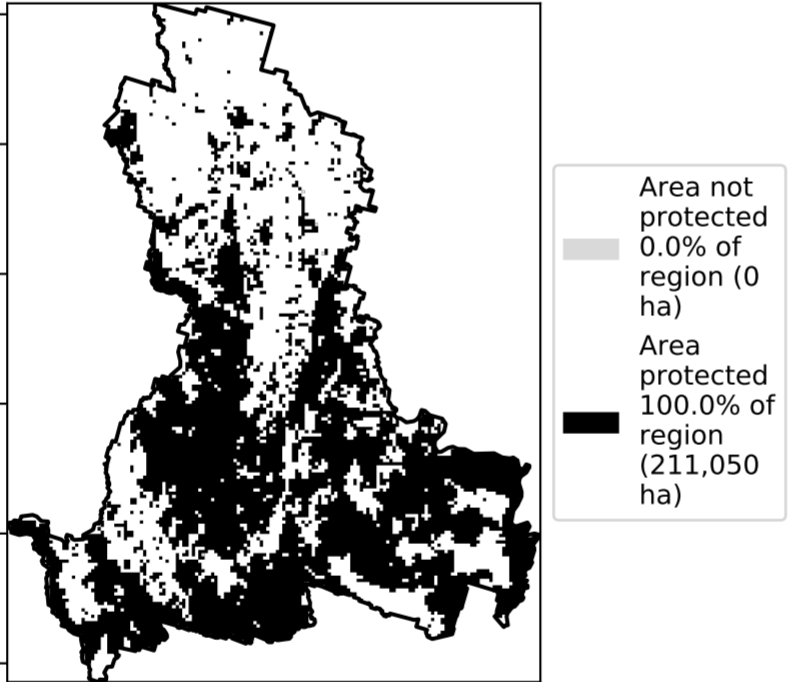 Area not
protected
0.0% of
region (0
ha)
Area
protected
100.0% of
region
(211,050
ha)